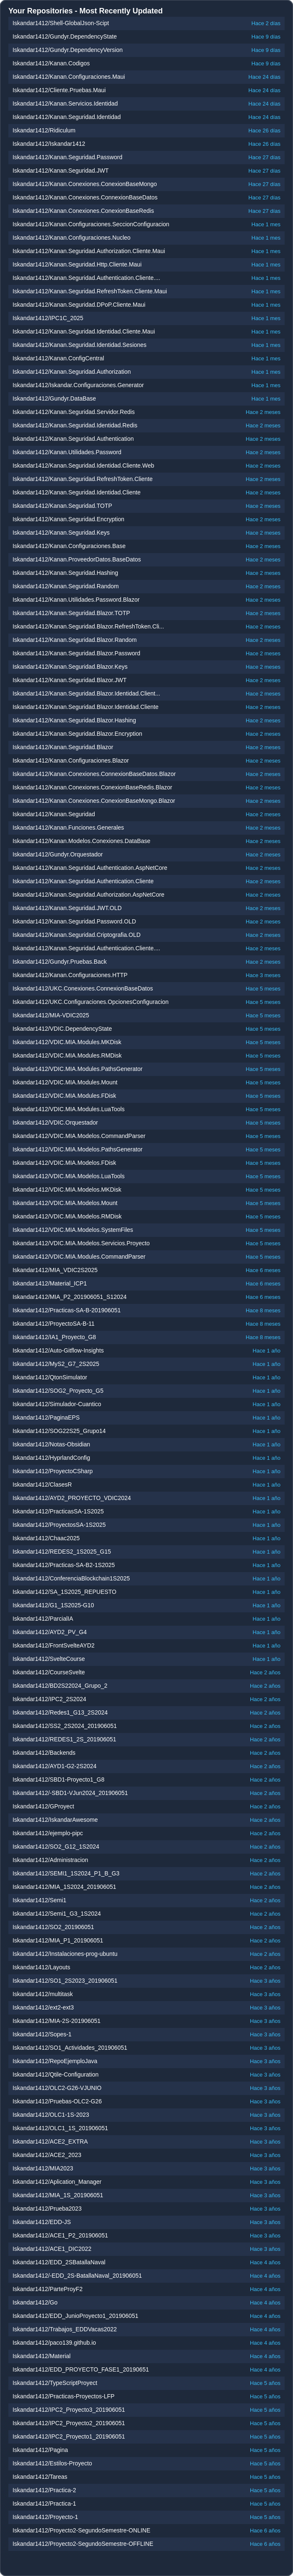 Your Repositories - Most Recently Updated
Iskandar1412/Shell-GlobalJson-Scipt Hace 2 días
Iskandar1412/Gundyr.DependencyState Hace 9 días
Iskandar1412/Gundyr.DependencyVersion Hace 9 días
Iskandar1412/Kanan.Codigos Hace 9 días
Iskandar1412/Kanan.Configuraciones.Maui Hace 24 días
Iskandar1412/Cliente.Pruebas.Maui Hace 24 días
Iskandar1412/Kanan.Servicios.Identidad Hace 24 días
Iskandar1412/Kanan.Seguridad.Identidad Hace 24 días
Iskandar1412/Ridiculum Hace 26 días
Iskandar1412/Iskandar1412 Hace 26 días
Iskandar1412/Kanan.Seguridad.Password Hace 27 días
Iskandar1412/Kanan.Seguridad.JWT Hace 27 días
Iskandar1412/Kanan.Conexiones.ConexionBaseMongo Hace 27 días
Iskandar1412/Kanan.Conexiones.ConnexionBaseDatos Hace 27 días
Iskandar1412/Kanan.Conexiones.ConexionBaseRedis Hace 27 días
Iskandar1412/Kanan.Configuraciones.SeccionConfiguracion Hace 1 mes
Iskandar1412/Kanan.Configuraciones.Nucleo Hace 1 mes
Iskandar1412/Kanan.Seguridad.Authorization.Cliente.Maui Hace 1 mes
Iskandar1412/Kanan.Seguridad.Http.Cliente.Maui Hace 1 mes
Iskandar1412/Kanan.Seguridad.Authentication.Cliente.... Hace 1 mes
Iskandar1412/Kanan.Seguridad.RefreshToken.Cliente.Maui Hace 1 mes
Iskandar1412/Kanan.Seguridad.DPoP.Cliente.Maui Hace 1 mes
Iskandar1412/IPC1C_2025 Hace 1 mes
Iskandar1412/Kanan.Seguridad.Identidad.Cliente.Maui Hace 1 mes
Iskandar1412/Kanan.Seguridad.Identidad.Sesiones Hace 1 mes
Iskandar1412/Kanan.ConfigCentral Hace 1 mes
Iskandar1412/Kanan.Seguridad.Authorization Hace 1 mes
Iskandar1412/Iskandar.Configuraciones.Generator Hace 1 mes
Iskandar1412/Gundyr.DataBase Hace 1 mes
Iskandar1412/Kanan.Seguridad.Servidor.Redis Hace 2 meses
Iskandar1412/Kanan.Seguridad.Identidad.Redis Hace 2 meses
Iskandar1412/Kanan.Seguridad.Authentication Hace 2 meses
Iskandar1412/Kanan.Utilidades.Password Hace 2 meses
Iskandar1412/Kanan.Seguridad.Identidad.Cliente.Web Hace 2 meses
Iskandar1412/Kanan.Seguridad.RefreshToken.Cliente Hace 2 meses
Iskandar1412/Kanan.Seguridad.Identidad.Cliente Hace 2 meses
Iskandar1412/Kanan.Seguridad.TOTP Hace 2 meses
Iskandar1412/Kanan.Seguridad.Encryption Hace 2 meses
Iskandar1412/Kanan.Seguridad.Keys Hace 2 meses
Iskandar1412/Kanan.Configuraciones.Base Hace 2 meses
Iskandar1412/Kanan.ProveedorDatos.BaseDatos Hace 2 meses
Iskandar1412/Kanan.Seguridad.Hashing Hace 2 meses
Iskandar1412/Kanan.Seguridad.Random Hace 2 meses
Iskandar1412/Kanan.Utilidades.Password.Blazor Hace 2 meses
Iskandar1412/Kanan.Seguridad.Blazor.TOTP Hace 2 meses
Iskandar1412/Kanan.Seguridad.Blazor.RefreshToken.Cli... Hace 2 meses
Iskandar1412/Kanan.Seguridad.Blazor.Random Hace 2 meses
Iskandar1412/Kanan.Seguridad.Blazor.Password Hace 2 meses
Iskandar1412/Kanan.Seguridad.Blazor.Keys Hace 2 meses
Iskandar1412/Kanan.Seguridad.Blazor.JWT Hace 2 meses
Iskandar1412/Kanan.Seguridad.Blazor.Identidad.Client... Hace 2 meses
Iskandar1412/Kanan.Seguridad.Blazor.Identidad.Cliente Hace 2 meses
Iskandar1412/Kanan.Seguridad.Blazor.Hashing Hace 2 meses
Iskandar1412/Kanan.Seguridad.Blazor.Encryption Hace 2 meses
Iskandar1412/Kanan.Seguridad.Blazor Hace 2 meses
Iskandar1412/Kanan.Configuraciones.Blazor Hace 2 meses
Iskandar1412/Kanan.Conexiones.ConnexionBaseDatos.Blazor Hace 2 meses
Iskandar1412/Kanan.Conexiones.ConexionBaseRedis.Blazor Hace 2 meses
Iskandar1412/Kanan.Conexiones.ConexionBaseMongo.Blazor Hace 2 meses
Iskandar1412/Kanan.Seguridad Hace 2 meses
Iskandar1412/Kanan.Funciones.Generales Hace 2 meses
Iskandar1412/Kanan.Modelos.Conexiones.DataBase Hace 2 meses
Iskandar1412/Gundyr.Orquestador Hace 2 meses
Iskandar1412/Kanan.Seguridad.Authentication.AspNetCore Hace 2 meses
Iskandar1412/Kanan.Seguridad.Authentication.Cliente Hace 2 meses
Iskandar1412/Kanan.Seguridad.Authorization.AspNetCore Hace 2 meses
Iskandar1412/Kanan.Seguridad.JWT.OLD Hace 2 meses
Iskandar1412/Kanan.Seguridad.Password.OLD Hace 2 meses
Iskandar1412/Kanan.Seguridad.Criptografia.OLD Hace 2 meses
Iskandar1412/Kanan.Seguridad.Authentication.Cliente.... Hace 2 meses
Iskandar1412/Gundyr.Pruebas.Back Hace 2 meses
Iskandar1412/Kanan.Configuraciones.HTTP Hace 3 meses
Iskandar1412/UKC.Conexiones.ConnexionBaseDatos Hace 5 meses
Iskandar1412/UKC.Configuraciones.OpcionesConfiguracion Hace 5 meses
Iskandar1412/MIA-VDIC2025 Hace 5 meses
Iskandar1412/VDIC.DependencyState Hace 5 meses
Iskandar1412/VDIC.MIA.Modules.MKDisk Hace 5 meses
Iskandar1412/VDIC.MIA.Modules.RMDisk Hace 5 meses
Iskandar1412/VDIC.MIA.Modules.PathsGenerator Hace 5 meses
Iskandar1412/VDIC.MIA.Modules.Mount Hace 5 meses
Iskandar1412/VDIC.MIA.Modules.FDisk Hace 5 meses
Iskandar1412/VDIC.MIA.Modules.LuaTools Hace 5 meses
Iskandar1412/VDIC.Orquestador Hace 5 meses
Iskandar1412/VDIC.MIA.Modelos.CommandParser Hace 5 meses
Iskandar1412/VDIC.MIA.Modelos.PathsGenerator Hace 5 meses
Iskandar1412/VDIC.MIA.Modelos.FDisk Hace 5 meses
Iskandar1412/VDIC.MIA.Modelos.LuaTools Hace 5 meses
Iskandar1412/VDIC.MIA.Modelos.MKDisk Hace 5 meses
Iskandar1412/VDIC.MIA.Modelos.Mount Hace 5 meses
Iskandar1412/VDIC.MIA.Modelos.RMDisk Hace 5 meses
Iskandar1412/VDIC.MIA.Modelos.SystemFiles Hace 5 meses
Iskandar1412/VDIC.MIA.Modelos.Servicios.Proyecto Hace 5 meses
Iskandar1412/VDIC.MIA.Modules.CommandParser Hace 5 meses
Iskandar1412/MIA_VDIC2S2025 Hace 6 meses
Iskandar1412/Material_ICP1 Hace 6 meses
Iskandar1412/MIA_P2_201906051_S12024 Hace 6 meses
Iskandar1412/Practicas-SA-B-201906051 Hace 8 meses
Iskandar1412/ProyectoSA-B-11 Hace 8 meses
Iskandar1412/IA1_Proyecto_G8 Hace 8 meses
Iskandar1412/Auto-Gitflow-Insights Hace 1 año
Iskandar1412/MyS2_G7_2S2025 Hace 1 año
Iskandar1412/QtonSimulator Hace 1 año
Iskandar1412/SOG2_Proyecto_G5 Hace 1 año
Iskandar1412/Simulador-Cuantico Hace 1 año
Iskandar1412/PaginaEPS Hace 1 año
Iskandar1412/SOG22S25_Grupo14 Hace 1 año
Iskandar1412/Notas-Obsidian Hace 1 año
Iskandar1412/HyprlandConfig Hace 1 año
Iskandar1412/ProyectoCSharp Hace 1 año
Iskandar1412/ClasesR Hace 1 año
Iskandar1412/AYD2_PROYECTO_VDIC2024 Hace 1 año
Iskandar1412/PracticasSA-1S2025 Hace 1 año
Iskandar1412/ProyectosSA-1S2025 Hace 1 año
Iskandar1412/Chaac2025 Hace 1 año
Iskandar1412/REDES2_1S2025_G15 Hace 1 año
Iskandar1412/Practicas-SA-B2-1S2025 Hace 1 año
Iskandar1412/ConferenciaBlockchain1S2025 Hace 1 año
Iskandar1412/SA_1S2025_REPUESTO Hace 1 año
Iskandar1412/G1_1S2025-G10 Hace 1 año
Iskandar1412/ParcialIA Hace 1 año
Iskandar1412/AYD2_PV_G4 Hace 1 año
Iskandar1412/FrontSvelteAYD2 Hace 1 año
Iskandar1412/SvelteCourse Hace 1 año
Iskandar1412/CourseSvelte Hace 2 años
Iskandar1412/BD2S22024_Grupo_2 Hace 2 años
Iskandar1412/IPC2_2S2024 Hace 2 años
Iskandar1412/Redes1_G13_2S2024 Hace 2 años
Iskandar1412/SS2_2S2024_201906051 Hace 2 años
Iskandar1412/REDES1_2S_201906051 Hace 2 años
Iskandar1412/Backends Hace 2 años
Iskandar1412/AYD1-G2-2S2024 Hace 2 años
Iskandar1412/SBD1-Proyecto1_G8 Hace 2 años
Iskandar1412/-SBD1-VJun2024_201906051 Hace 2 años
Iskandar1412/GProyect Hace 2 años
Iskandar1412/IskandarAwesome Hace 2 años
Iskandar1412/ejemplo-pipc Hace 2 años
Iskandar1412/SO2_G12_1S2024 Hace 2 años
Iskandar1412/Administracion Hace 2 años
Iskandar1412/SEMI1_1S2024_P1_B_G3 Hace 2 años
Iskandar1412/MIA_1S2024_201906051 Hace 2 años
Iskandar1412/Semi1 Hace 2 años
Iskandar1412/Semi1_G3_1S2024 Hace 2 años
Iskandar1412/SO2_201906051 Hace 2 años
Iskandar1412/MIA_P1_201906051 Hace 2 años
Iskandar1412/Instalaciones-prog-ubuntu Hace 2 años
Iskandar1412/Layouts Hace 2 años
Iskandar1412/SO1_2S2023_201906051 Hace 3 años
Iskandar1412/multitask Hace 3 años
Iskandar1412/ext2-ext3 Hace 3 años
Iskandar1412/MIA-2S-201906051 Hace 3 años
Iskandar1412/Sopes-1 Hace 3 años
Iskandar1412/SO1_Actividades_201906051 Hace 3 años
Iskandar1412/RepoEjemploJava Hace 3 años
Iskandar1412/Qtile-Configuration Hace 3 años
Iskandar1412/OLC2-G26-VJUNIO Hace 3 años
Iskandar1412/Pruebas-OLC2-G26 Hace 3 años
Iskandar1412/OLC1-1S-2023 Hace 3 años
Iskandar1412/OLC1_1S_201906051 Hace 3 años
Iskandar1412/ACE2_EXTRA Hace 3 años
Iskandar1412/ACE2_2023 Hace 3 años
Iskandar1412/MIA2023 Hace 3 años
Iskandar1412/Aplication_Manager Hace 3 años
Iskandar1412/MIA_1S_201906051 Hace 3 años
Iskandar1412/Prueba2023 Hace 3 años
Iskandar1412/EDD-JS Hace 3 años
Iskandar1412/ACE1_P2_201906051 Hace 3 años
Iskandar1412/ACE1_DIC2022 Hace 3 años
Iskandar1412/EDD_2SBatallaNaval Hace 4 años
Iskandar1412/-EDD_2S-BatallaNaval_201906051 Hace 4 años
Iskandar1412/ParteProyF2 Hace 4 años
Iskandar1412/Go Hace 4 años
Iskandar1412/EDD_JunioProyecto1_201906051 Hace 4 años
Iskandar1412/Trabajos_EDDVacas2022 Hace 4 años
Iskandar1412/paco139.github.io Hace 4 años
Iskandar1412/Material Hace 4 años
Iskandar1412/EDD_PROYECTO_FASE1_20190651 Hace 4 años
Iskandar1412/TypeScriptProyect Hace 5 años
Iskandar1412/Practicas-Proyectos-LFP Hace 5 años
Iskandar1412/IPC2_Proyecto3_201906051 Hace 5 años
Iskandar1412/IPC2_Proyecto2_201906051 Hace 5 años
Iskandar1412/IPC2_Proyecto1_201906051 Hace 5 años
Iskandar1412/Pagina Hace 5 años
Iskandar1412/Estilos-Proyecto Hace 5 años
Iskandar1412/Tareas Hace 5 años
Iskandar1412/Practica-2 Hace 5 años
Iskandar1412/Practica-1 Hace 5 años
Iskandar1412/Proyecto-1 Hace 5 años
Iskandar1412/Proyecto2-SegundoSemestre-ONLINE Hace 6 años
Iskandar1412/Proyecto2-SegundoSemestre-OFFLINE Hace 6 años